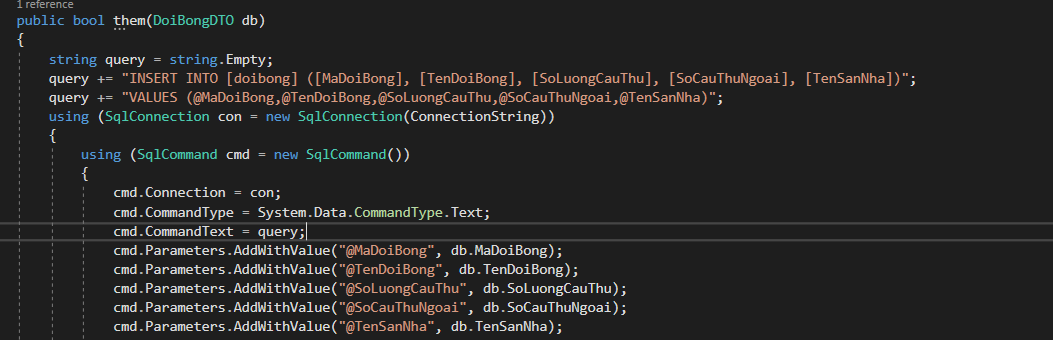 1 reference
public bool them(DoiBongDTO db)
{
string query = string.Empty;
query += "INSERT INTO [doibong] ([MaDoiBong], [TenDoiBong], [SoLuongCauThu], [SoCauThuNgoai], [TenSanNha])";
query += "VALUES (@MaDoiBong,@TenDoiBong,@SoLuongCauThu,@SoCauThuNgoai,@TenSanNha)";
using (SqlConnection con = new SqlConnection(ConnectionString))
{
using (SqlCommand cmd = new SqlCommand())
{
cmd.Connection = con;
cmd.CommandType = System.Data.CommandType.Text;
cmd.CommandText = query;
cmd.Parameters.AddWithValue("@MaDoiBong", db.MaDoiBong);
cmd.Parameters.AddWithValue("@TenDoiBong", db.TenDoiBong);
cmd.Parameters.AddWithValue("@SoLuongCauThu", db.SoLuongCauThu);
cmd.Parameters.AddWithValue("@SoCauThuNgoai", db.SoCauThuNgoai);
cmd.Parameters.AddWithValue("@TenSanNha", db.TenSanNha);